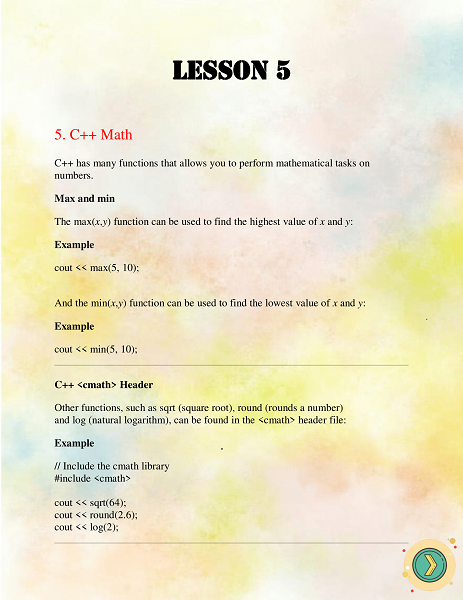 LESSON 5
5. C++ Math
C++ has many functions that allows you to perform mathematical tasks on
numbers.
Max and min
The max(x,y) function can be used to find the highest value of x and y:
Example
cout << max(5, 10);
And the min(x,y) function can be used to find the lowest value of x and y:
Example
cout << min(5, 10);
C++ <cmath> Header
Other functions, such as sqrt (square root), round (rounds a number)
and log (natural logarithm), can be found in the <cmath> header file:
Example
// Include the cmath library
#include <cmath>
cout << sqrt(64);
cout << round(2.6);
cout << log(2);